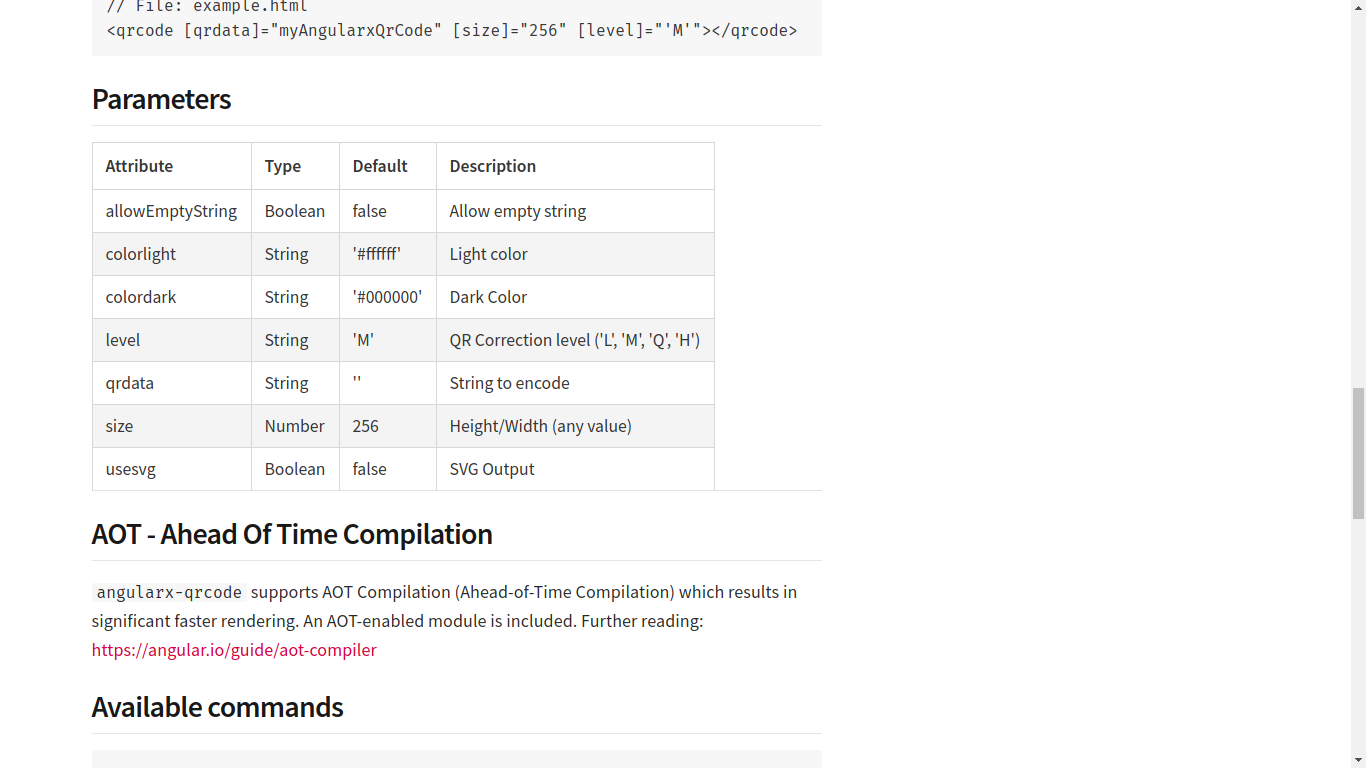 // File: example.html
<qrcode [qrdata]="myAngularxQrCode" [size]="256" [level]="'M'"></qrcode>
Parameters
Attribute Type Default Description
allowEmptyString Boolean false Allow empty string
colorlight String '#ffffff' Light color
colordark String '#000000' Dark Color
level String 'M' QR Correction level ('L', 'M', 'Q', 'H')
qrdata String '' String to encode
size Number 256 Height/Width (any value)
usesvg Boolean false SVG Output
AOT - Ahead Of Time Compilation
angularx-qrcode supports AOT Compilation (Ahead-of-Time Compilation) which results in
significant faster rendering. An AOT-enabled module is included. Further reading:
https://angular.io/guide/aot-compiler
Available commands